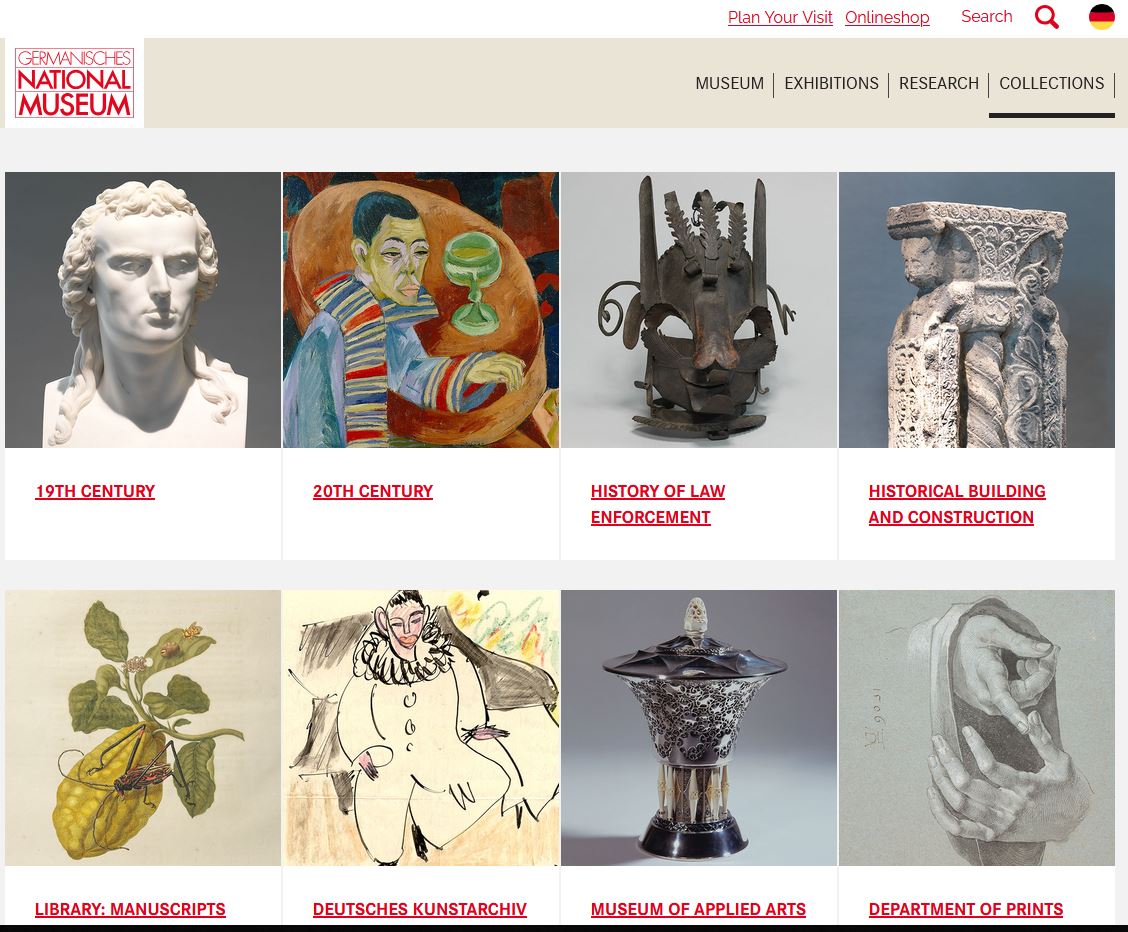 Plan Your Visit Onlineshop Search
GERMANISCHES
NATIONAL
MUSEUM
MUSEUM EXHIBITIONS RESEARCH COLLECTIONS
19TH CENTURY
20TH CENTURY
HISTORY OF LAW
ENFORCEMENT
HISTORICAL BUILDING
AND CONSTRUCTION
LIBRARY: MANUSCRIPTS
DEUTSCHES KUNSTARCHIV
MUSEUM OF APPLIED ARTS
DEPARTMENT OF PRINTS